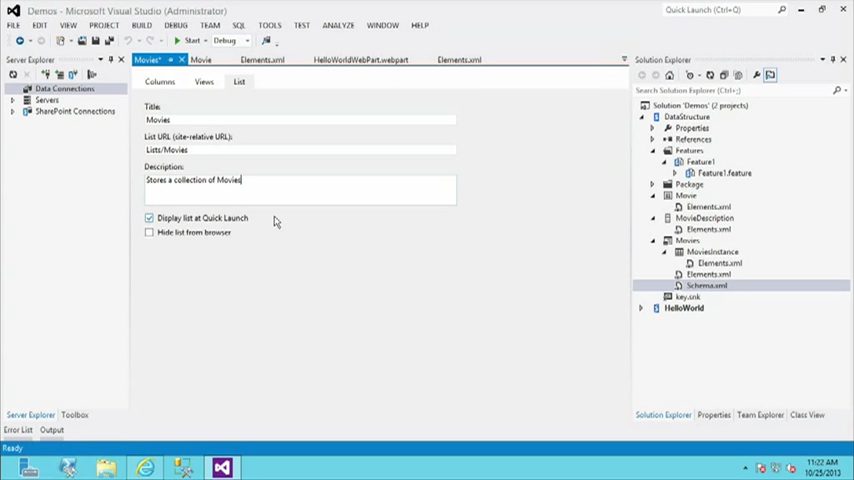 Demos - Microsoft Visual Studio (Administrator)
Quick Launch (Ctrl+Q)
FILE EDIT VIEW PROJECT BUILD DEBUG TEAM SQL TOOLS TEST ANALYZE WINDOW HELP
Start Debug
Server Explorer
Movies* Movie Elements.xml HelloWorldWebPart.webpart Elements.xml
Solution Explorer
Columns Views List
Data Connections
Servers
SharePoint Connections
Title:
Movies
List URL (site-relative URL):
Lists/Movies
Description:
Stores a collection of Movies
Display list at Quick Launch
Hide list from browser
Search Solution Explorer (Ctrl+;)
Solution 'Demos' (2 projects)
DataStructure
Properties
References
Features
Feature1
Feature1.feature
Package
Movie
Elements.xml
MovieDescription
Elements.xml
Movies
MoviesInstance
Elements.xml
Elements.xml
Schema.xml
key.snk
HelloWorld
Server Explorer Toolbox
Solution Explorer Properties Team Explorer Class View
Error List Output
Ready
11:22 AM
10/25/2013